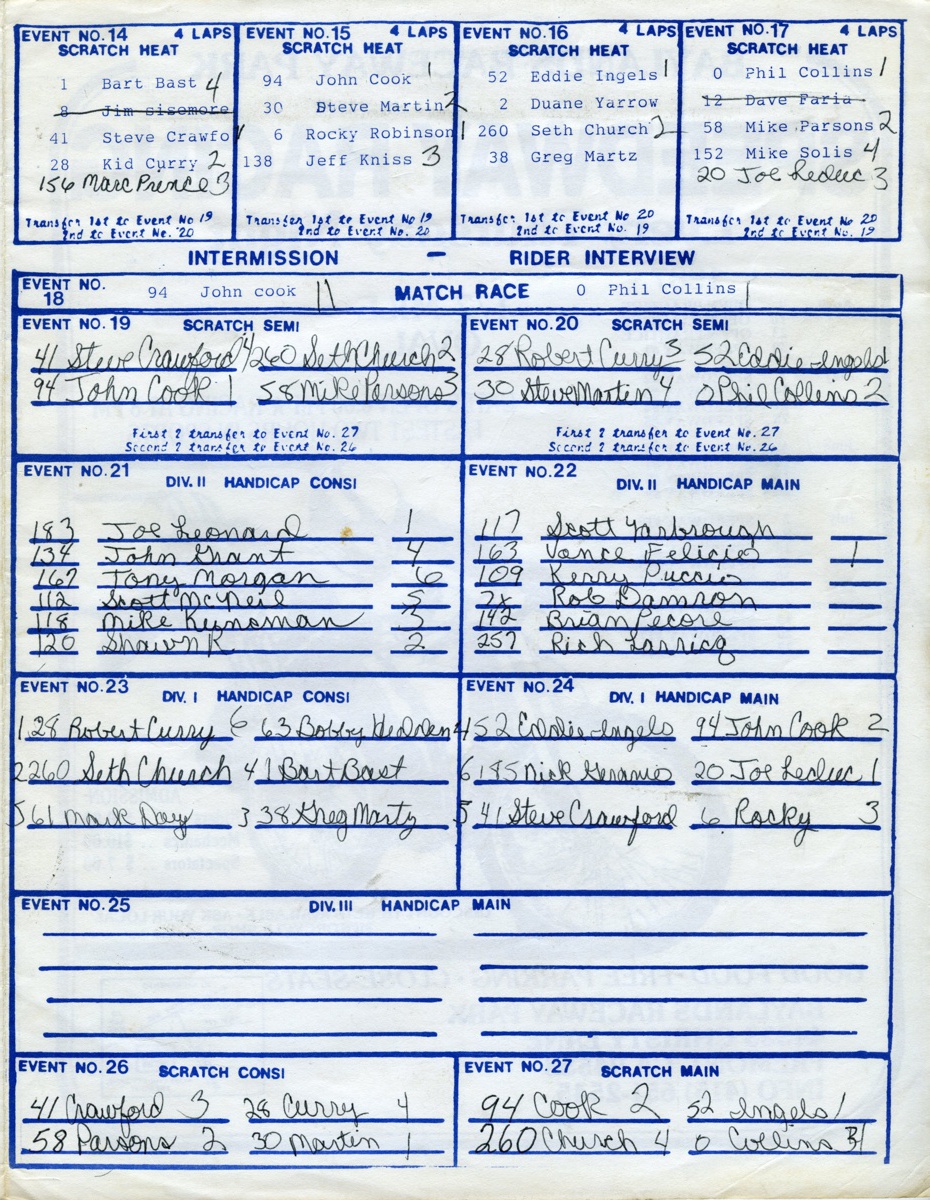 EVENT NO.14 4 LAPS
SCRATCH HEAT
1 Bart Bast 4
8 Jim sisemore
41 Steve Crawfo 1
28 Kid Curry 2
156 Marc Prince 3
Transfer 1st to Event No 19
2nd to Event No. 20
EVENT NO.15 4 LAPS
SCRATCH HEAT
94 John Cook 1
30 Steve Martin 2
6 Rocky Robinson
138 Jeff Kniss 3
Transfer 1st to Event No 19
2nd to Event No. 20
EVENT NO.16 4 LAPS
SCRATCH HEAT
52 Eddie Ingels 1
2 Duane Yarrow
260 Seth Church 2
38 Greg Martz
Transfer 1st to Event No 20
2nd to Event No. 19
EVENT NO.17 4 LAPS
SCRATCH HEAT
0 Phil Collins 1
12 Dave Faria
58 Mike Parsons 2
152 Mike Solis 4
20 Joe Leduc 3
Transfer 1st to Event No 20
2nd to Event No. 19
INTERMISSION - RIDER INTERVIEW
EVENT NO. 18 94 John cook 11 MATCH RACE 0 Phil Collins 1
EVENT NO.19 SCRATCH SEMI
41 Steve Crawford 4 260 Seth Church 2
94 John Cook 1 58 Mike Parsons 3
First 2 transfer to Event No. 27
Second 2 transfer to Event No. 26
EVENT NO.20 SCRATCH SEMI
28 Robert Curry 3 52 Eddie Ingels 1
30 Steve Martin 4 0 Phil Collins 2
First 2 transfer to Event No. 27
Second 2 transfer to Event No. 26
EVENT NO.21
DIV. II HANDICAP CONSI
183 Joe Leonard 1
134 John Grant 4
167 Tony Morgan 6
112 Scott McNeil 5
118 Mike 3
120 Shawn K 2
EVENT NO.22
DIV. II HANDICAP MAIN
117 Scott Yarbrough
163 Vance Felicio 1
109 Kerry Puccio
Rob Damron
142 Brian Pecore
257 Rich Larricq
EVENT NO.23
DIV. I HANDICAP CONSI
1 28 Robert Curry 6 63 Bobby Hedden
2 260 Seth Church 4 1 Bart Bast
5 61 Mark Day 3 38 Greg Martz
EVENT NO.24
DIV. I HANDICAP MAIN
4 52 Eddie Ingels 94 John Cook 2
6 185 Nick 20 Joe Leduc 1
5 41 Steve Crawford 6 Rocky 3
EVENT NO.25 DIV. III HANDICAP MAIN
EVENT NO.26 SCRATCH CONSI
41 Crawford 3 28 Curry 4
58 Parsons 2 30 Martin 1
EVENT NO.27 SCRATCH MAIN
94 Cook 2 52 Ingels 1
260 Church 4 0 Collins 3